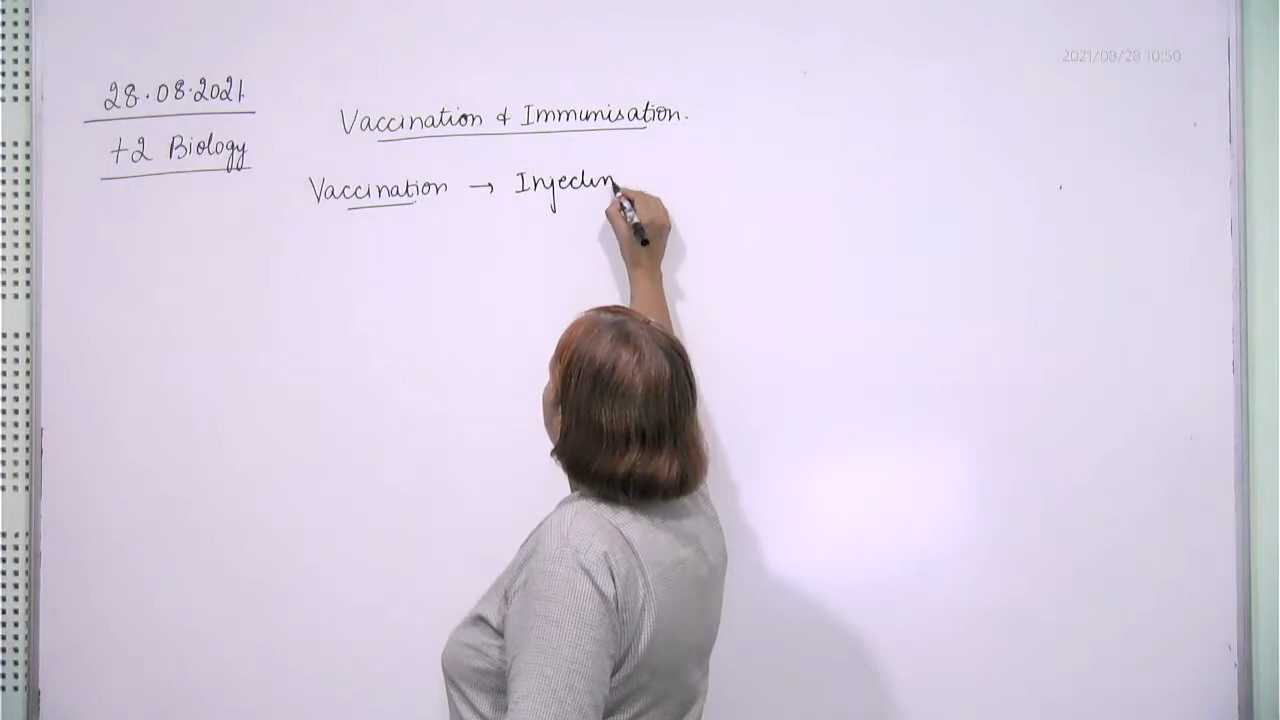 2021/08/28 10:50
28.08.2021
+2 Biology
Vaccination & Immunisation.
Vaccination → Injectin